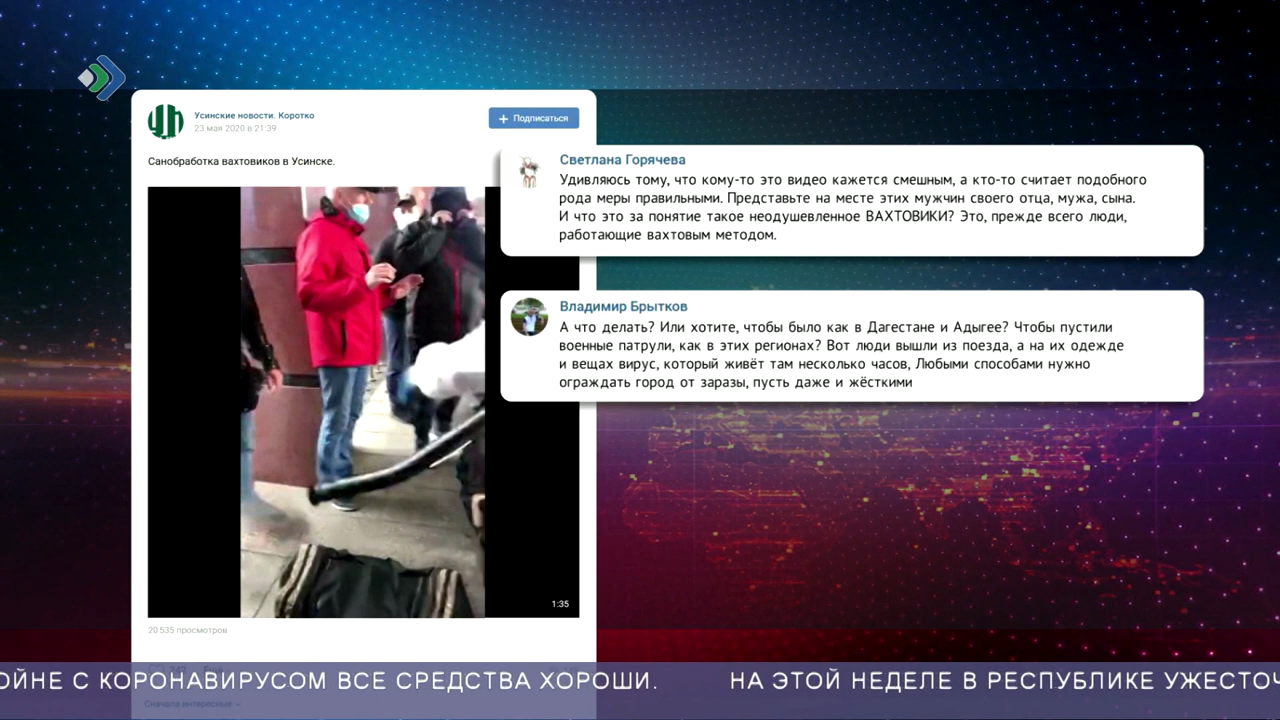 Усинские новости. Коротко
23 мая 2020 в 21:39
Подписаться
Санобработка вахтовиков в Усинске.
Светлана Горячева
Удивляюсь тому, что кому-то это видео кажется смешным, а кто-то считает подобного
рода меры правильными. Представьте на месте этих мужчин своего отца, мужа, сына.
И что это за понятие такое неодушевленное ВАХТОВИКИ? Это, прежде всего люди,
работающие вахтовым методом.
Владимир Брытков
А что делать? Или хотите, чтобы было как в Дагестане и Адыгее? Чтобы пустили
военные патрули, как в этих регионах? Вот люди вышли из поезда, а на их одежде
и вещах вирус, который живёт там несколько часов, Любыми способами нужно
ограждать город от заразы, пусть даже и жёсткими
1:35
20 535 просмотров
ОЙНЕ С КОРОНАВИРУСОМ ВСЕ СРЕДСТВА ХОРОШИ. НА ЭТОЙ НЕДЕЛЕ В РЕСПУБЛИКЕ УЖЕСТОЧ
Сначала интересные